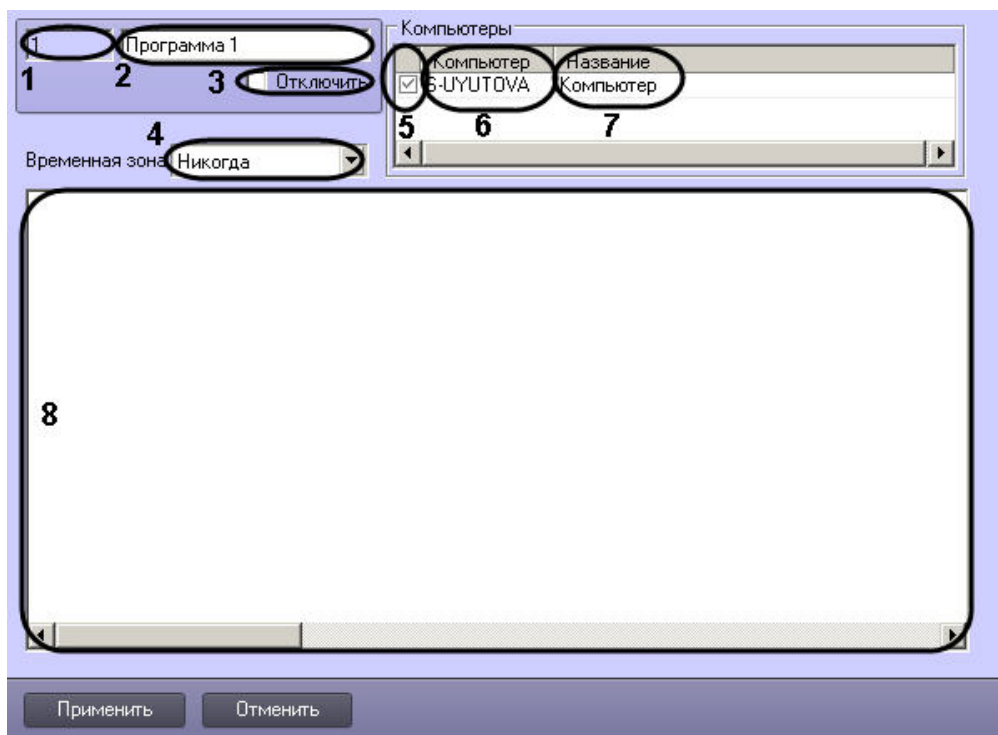 1 Программа 1
1 2 3 Отключить
4
Временная зона Никогда
Компьютеры
Компьютер Название
S-UYUTOVA Компьютер
5 6 7
8
Применить Отменить